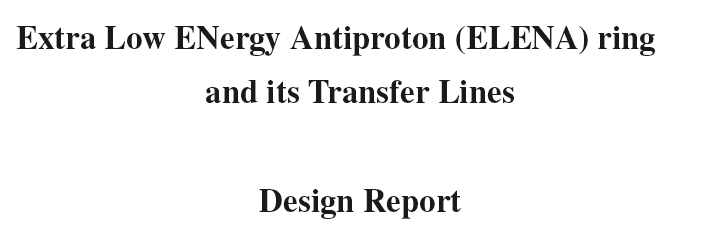 Extra Low ENergy Antiproton (ELENA) ring
and its Transfer Lines
Design Report